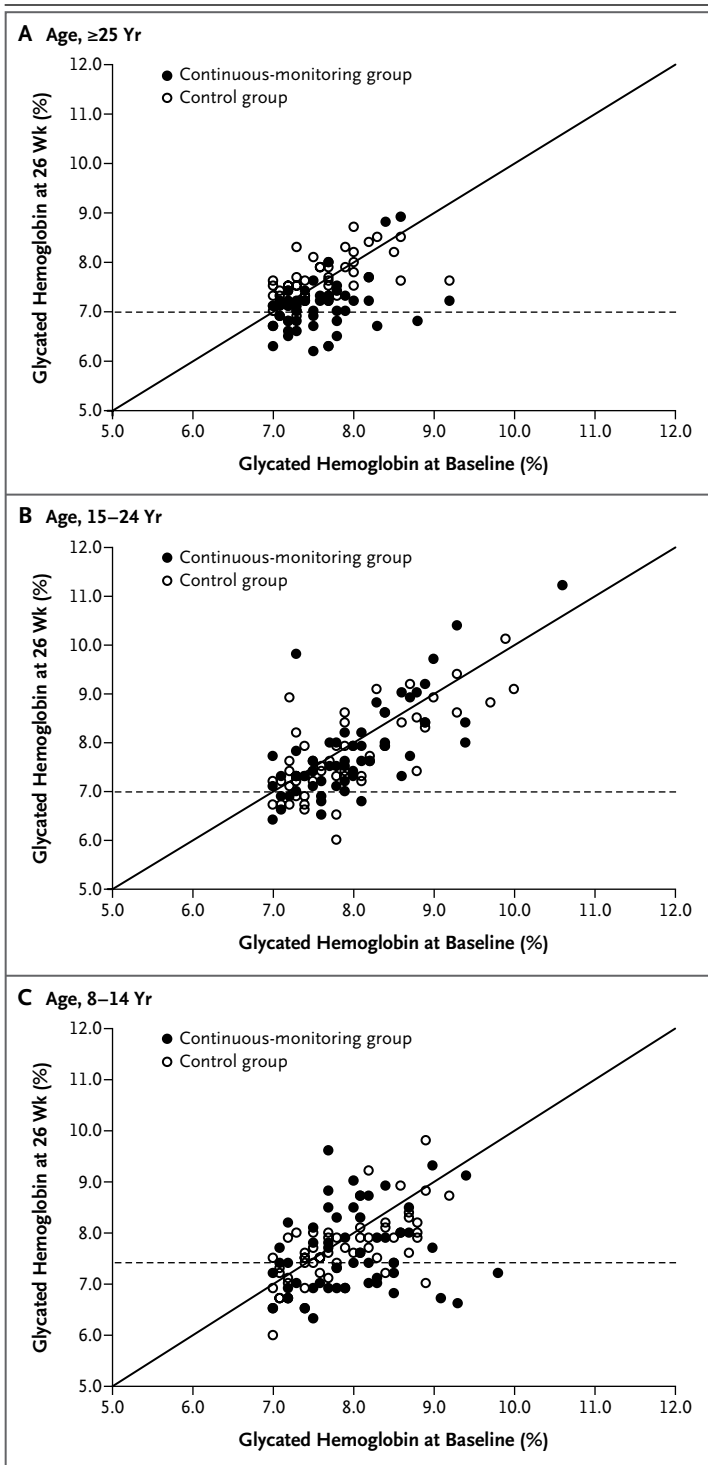 A Age, ≥25 Yr
Continuous-monitoring group
Control group
Glycated Hemoglobin at 26 Wk (%)
12.0
11.0
10.0
9.0
8.0
7.0
6.0
5.0
5.0 6.0 7.0 8.0 9.0 10.0 11.0 12.0
Glycated Hemoglobin at Baseline (%)
B Age, 15–24 Yr
Continuous-monitoring group
Control group
Glycated Hemoglobin at 26 Wk (%)
12.0
11.0
10.0
9.0
8.0
7.0
6.0
5.0
5.0 6.0 7.0 8.0 9.0 10.0 11.0 12.0
Glycated Hemoglobin at Baseline (%)
C Age, 8–14 Yr
Continuous-monitoring group
Control group
Glycated Hemoglobin at 26 Wk (%)
12.0
11.0
10.0
9.0
8.0
7.0
6.0
5.0
5.0 6.0 7.0 8.0 9.0 10.0 11.0 12.0
Glycated Hemoglobin at Baseline (%)